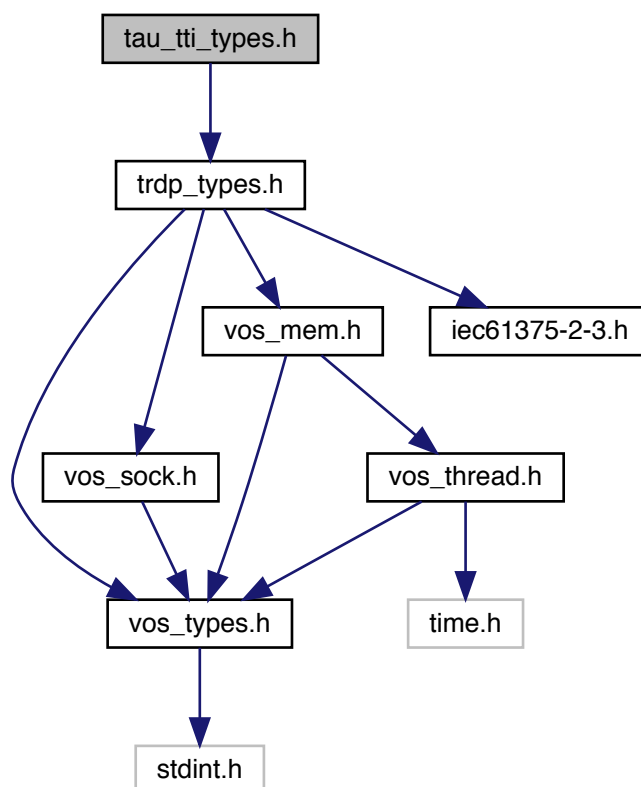 tau_tti_types.h
trdp_types.h
vos_mem.h
iec61375-2-3.h
vos_sock.h
vos_thread.h
vos_types.h
time.h
stdint.h